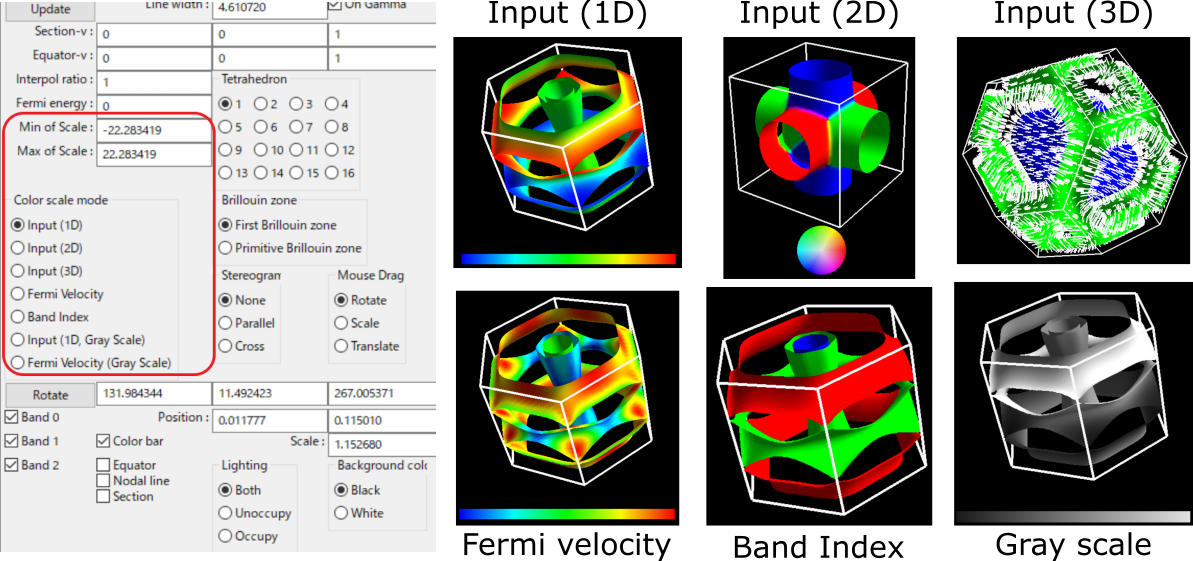 Update
Line width :
4.610720
On Gamma
Section-v :
0
0
1
Equator-v :
0
0
1
Interpol ratio :
1
Fermi energy :
0
Min of Scale :
-22.283419
Max of Scale :
22.283419
Tetrahedron
1 2 3 4
5 6 7 8
9 10 11 12
13 14 15 16
Color scale mode
Input (1D)
Input (2D)
Input (3D)
Fermi Velocity
Band Index
Input (1D, Gray Scale)
Fermi Velocity (Gray Scale)
Brillouin zone
First Brillouin zone
Primitive Brillouin zone
Stereogran
None
Parallel
Cross
Mouse Drag
Rotate
Scale
Translate
Rotate
131.984344
11.492423
267.005371
Band 0
Position :
0.011777
0.115010
Band 1
Color bar
Scale :
1.152680
Band 2
Equator
Nodal line
Section
Lighting
Both
Unoccupy
Occupy
Background colc
Black
White
Input (1D)
Input (2D)
Input (3D)
Fermi velocity
Band Index
Gray scale